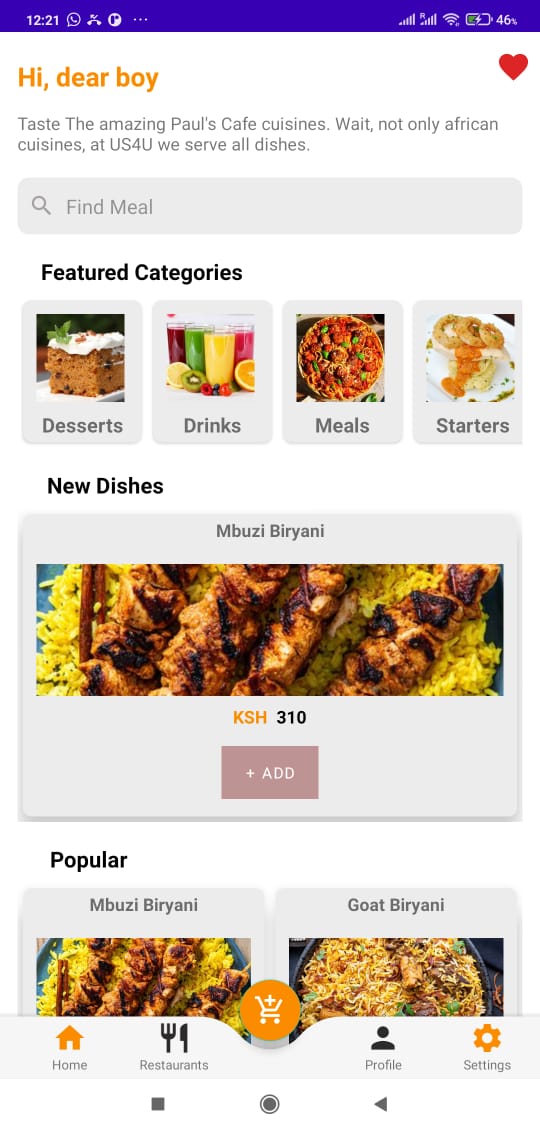 12:21 46%
Hi, dear boy
Taste The amazing Paul's Cafe cuisines. Wait, not only african
cuisines, at US4U we serve all dishes.
Find Meal
Featured Categories
Desserts Drinks Meals Starters
New Dishes
Mbuzi Biryani
KSH 310
+ ADD
Popular
Mbuzi Biryani Goat Biryani
Home Restaurants Profile Settings